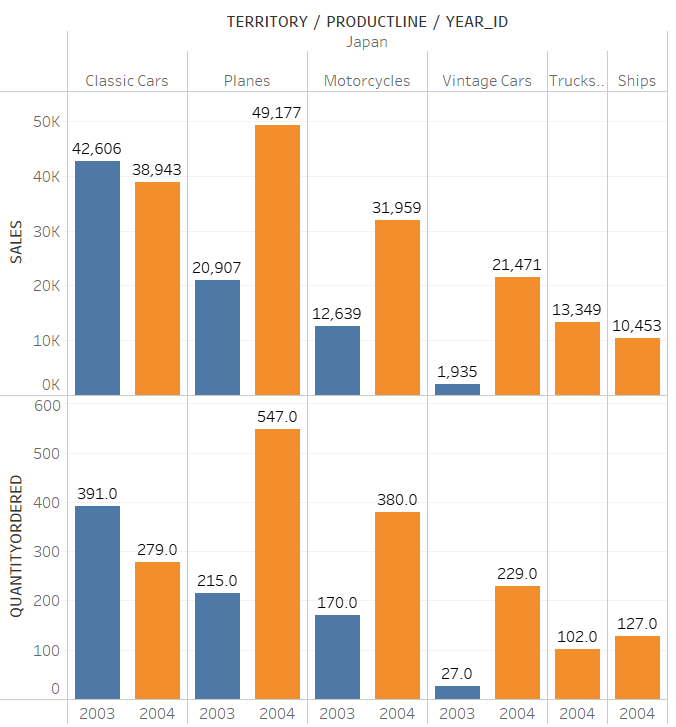 TERRITORY / PRODUCTLINE / YEAR_ID
Japan
Classic Cars Planes Motorcycles Vintage Cars Trucks.. Ships
SALES
50K
40K
30K
20K
10K
0K
42,606 38,943 20,907 49,177 12,639 31,959 1,935 21,471 13,349 10,453
QUANTITYORDERED
600
500
400
300
200
100
0
391.0 279.0 215.0 547.0 170.0 380.0 27.0 229.0 102.0 127.0
2003 2004 2003 2004 2003 2004 2003 2004 2004 2004